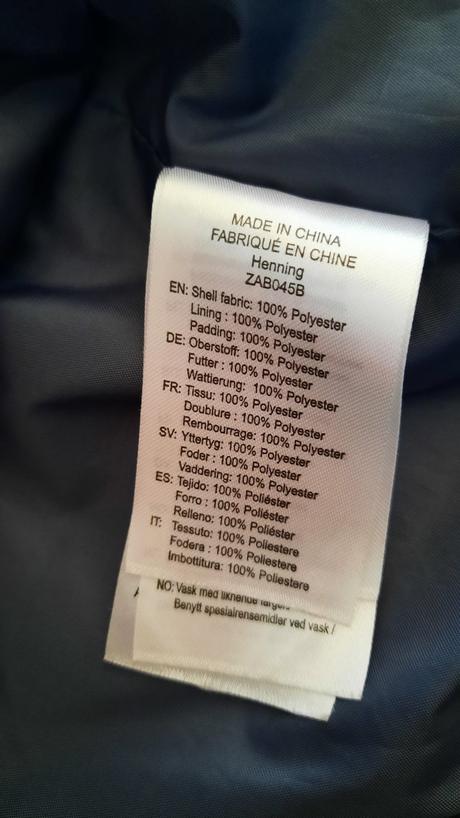 MADE IN CHINA
FABRIQUÉ EN CHINE
Henning
ZAB045B
EN: Shell fabric: 100% Polyester
Lining : 100% Polyester
Padding: 100% Polyester
DE: Oberstoff: 100% Polyester
Futter : 100% Polyester
Wattierung: 100% Polyester
FR: Tissu: 100% Polyester
Doublure : 100% Polyester
Rembourrage: 100% Polyester
SV: Yttertyg: 100% Polyester
Foder : 100% Polyester
Vaddering: 100% Polyester
ES: Tejido: 100% Poliéster
Forro : 100% Poliéster
Relleno: 100% Poliéster
IT: Tessuto: 100% Poliestere
Fodera : 100% Poliestere
Imbottitura: 100% Poliestere
NO: Vask med liknende farger.
Benytt spesialrensemidler ved vask /